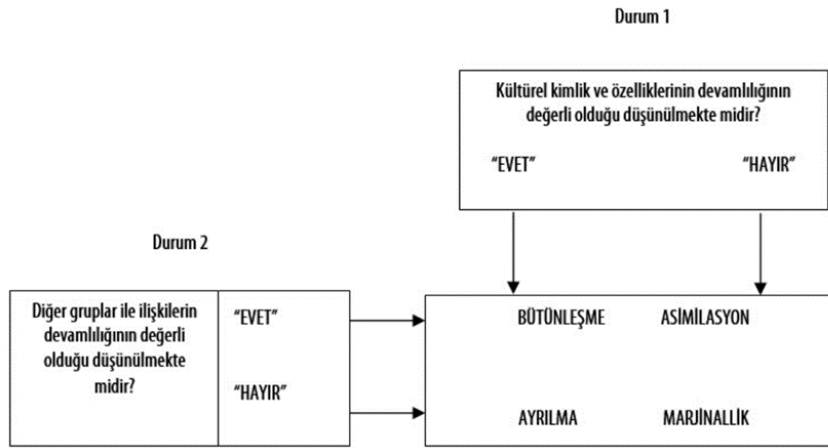 Durum 1
Kültürel kimlik ve özelliklerinin devamlılığının
değerli olduğu düşünülmekte midir?
"EVET" "HAYIR"
Durum 2
Diğer gruplar ile ilişkilerin
devamlılığının değerli
olduğu düşünülmekte
midir?
"EVET"
"HAYIR"
BÜTÜNLEŞME ASİMİLASYON
AYRILMA MARJİNALLİK